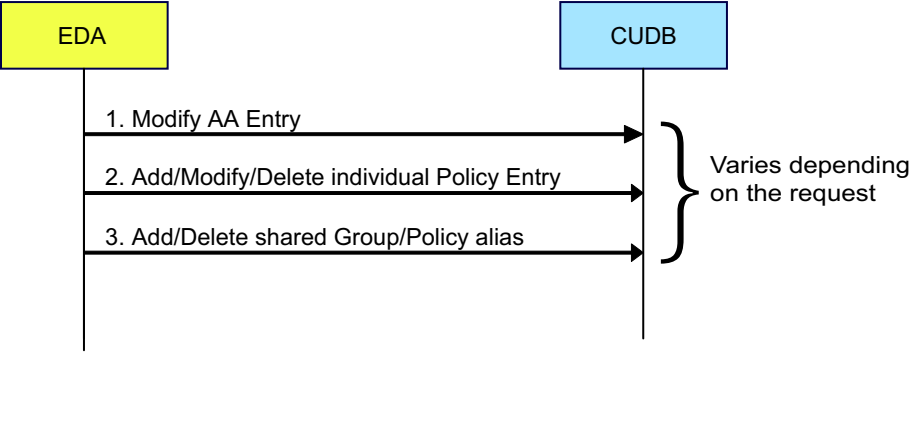 EDA
CUDB
1. Modify AA Entry
2. Add/Modify/Delete individual Policy Entry
3. Add/Delete shared Group/Policy alias
Varies depending
on the request